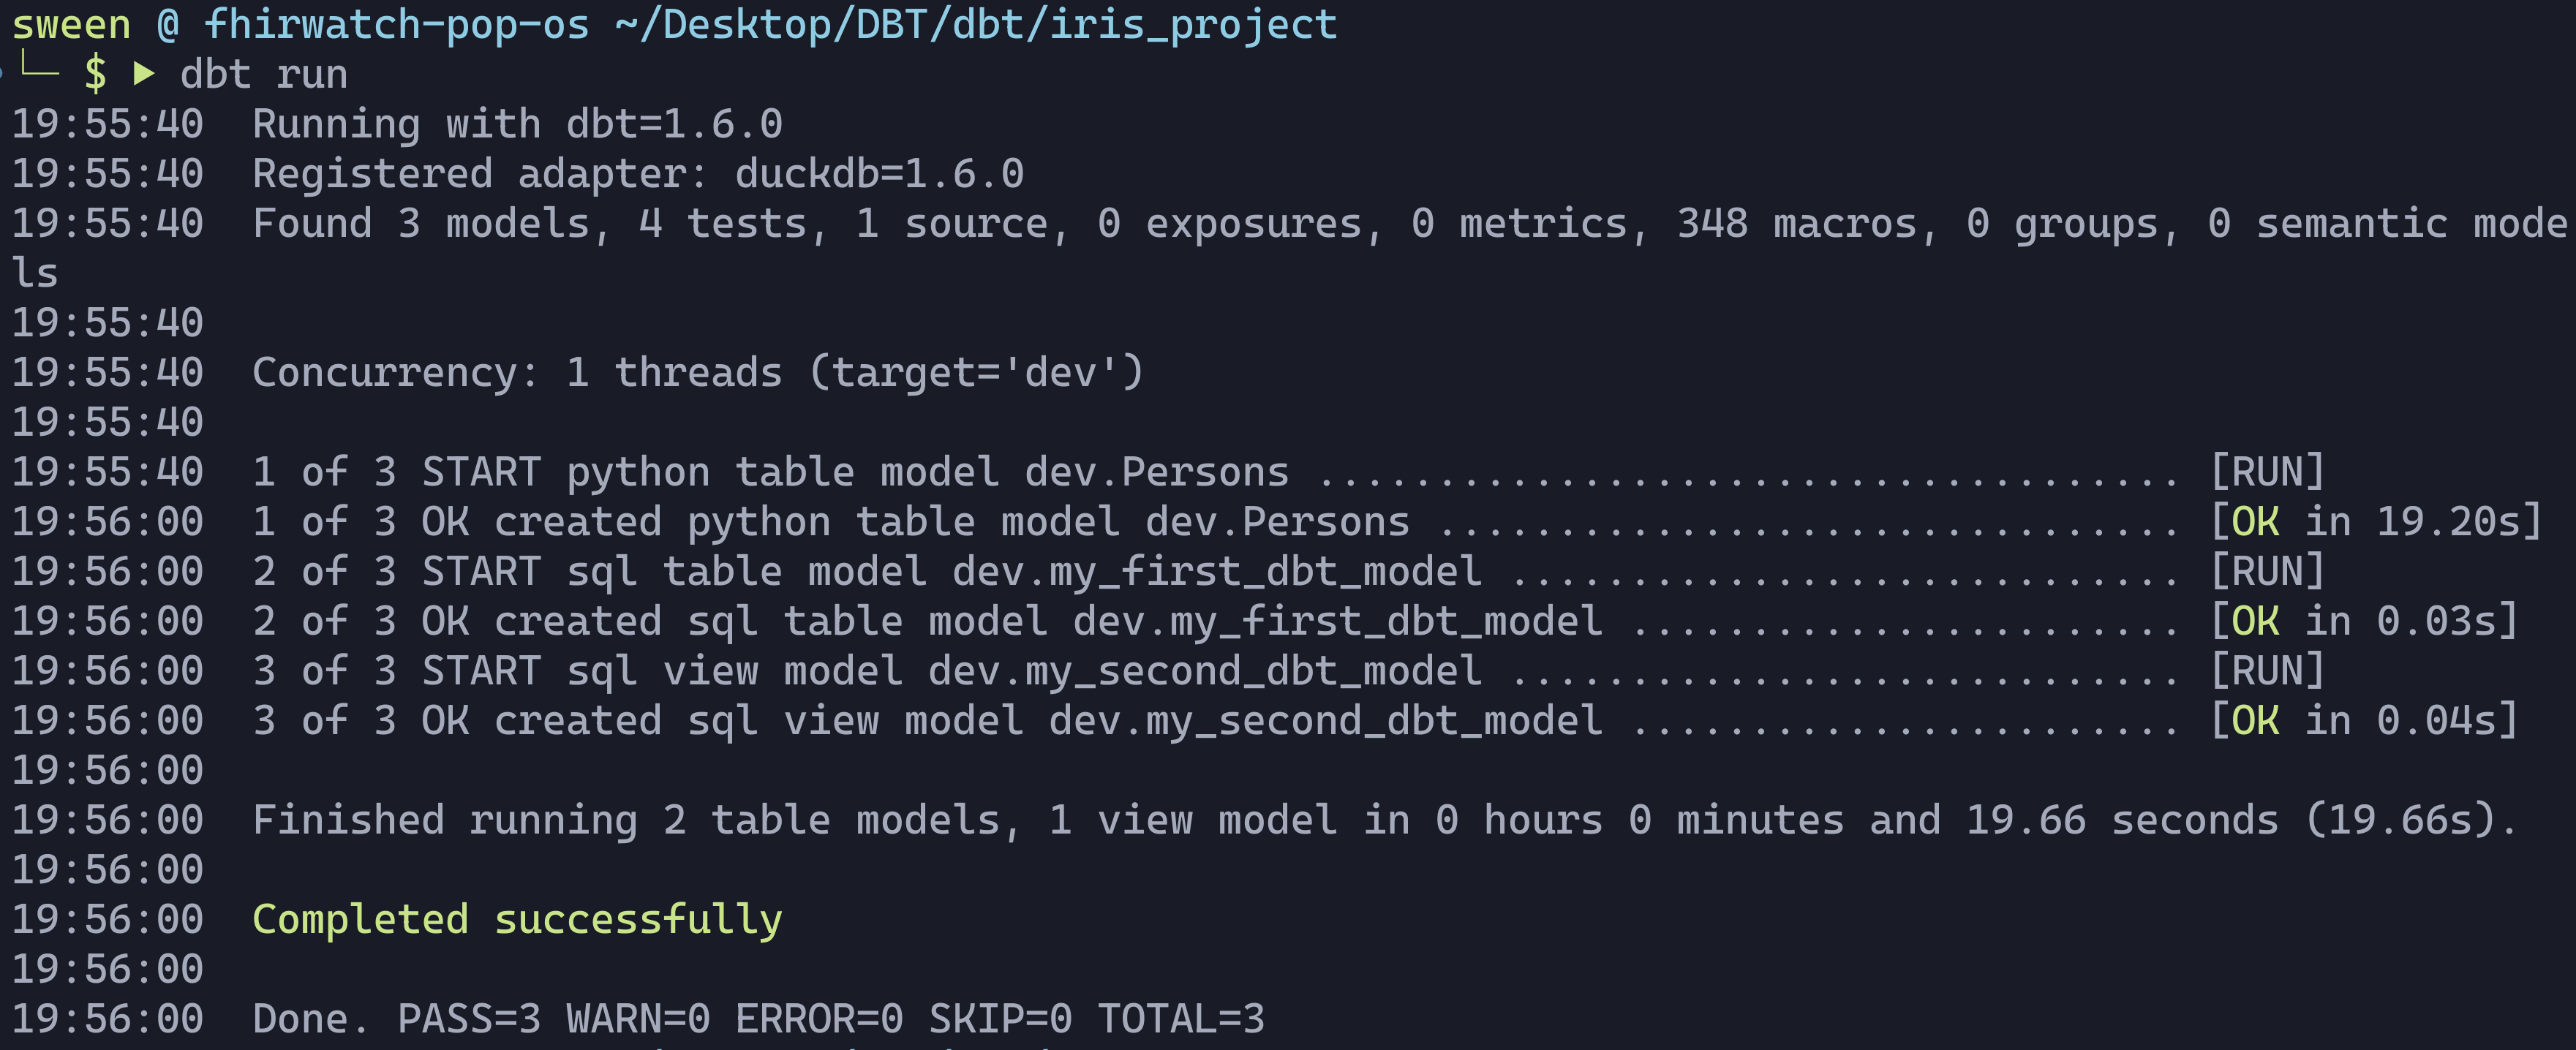 sween @ fhirwatch-pop-os ~/Desktop/DBT/dbt/iris_project
└─ $ ▶ dbt run
19:55:40  Running with dbt=1.6.0
19:55:40  Registered adapter: duckdb=1.6.0
19:55:40  Found 3 models, 4 tests, 1 source, 0 exposures, 0 metrics, 348 macros, 0 groups, 0 semantic mode
ls
19:55:40
19:55:40  Concurrency: 1 threads (target='dev')
19:55:40
19:55:40  1 of 3 START python table model dev.Persons .................................... [RUN]
19:56:00  1 of 3 OK created python table model dev.Persons ............................... [OK in 19.20s]
19:56:00  2 of 3 START sql table model dev.my_first_dbt_model ............................ [RUN]
19:56:00  2 of 3 OK created sql table model dev.my_first_dbt_model ....................... [OK in 0.03s]
19:56:00  3 of 3 START sql view model dev.my_second_dbt_model ............................ [RUN]
19:56:00  3 of 3 OK created sql view model dev.my_second_dbt_model ....................... [OK in 0.04s]
19:56:00
19:56:00  Finished running 2 table models, 1 view model in 0 hours 0 minutes and 19.66 seconds (19.66s).
19:56:00
19:56:00  Completed successfully
19:56:00
19:56:00  Done. PASS=3 WARN=0 ERROR=0 SKIP=0 TOTAL=3